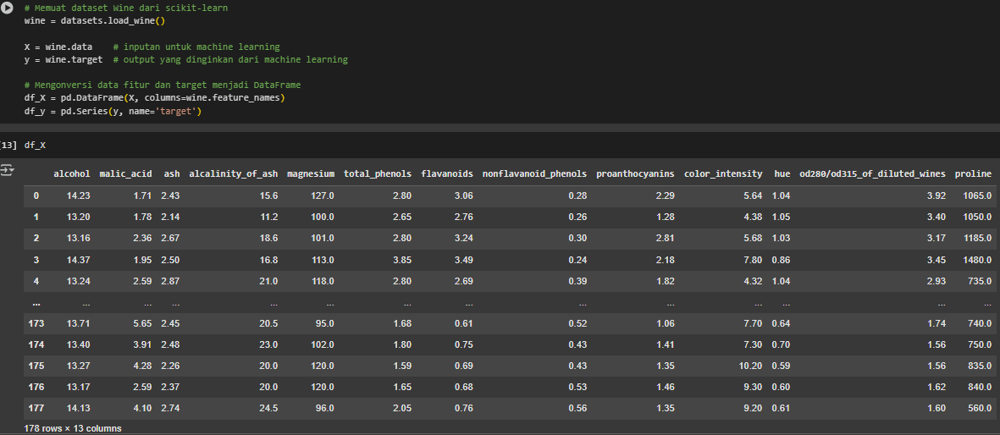 # Memuat dataset Wine dari scikit-learn
wine = datasets.load_wine()
X = wine.data    # inputan untuk machine learning
y = wine.target  # output yang dinginkan dari machine learning
# Mengonversi data fitur dan target menjadi DataFrame
df_X = pd.DataFrame(X, columns=wine.feature_names)
df_y = pd.Series(y, name='target')
[13] df_X
alcohol malic_acid ash alcalinity_of_ash magnesium total_phenols flavanoids nonflavanoid_phenols proanthocyanins color_intensity hue od280/od315_of_diluted_wines proline
0 14.23 1.71 2.43 15.6 127.0 2.80 3.06 0.28 2.29 5.64 1.04 3.92 1065.0
1 13.20 1.78 2.14 11.2 100.0 2.65 2.76 0.26 1.28 4.38 1.05 3.40 1050.0
2 13.16 2.36 2.67 18.6 101.0 2.80 3.24 0.30 2.81 5.68 1.03 3.17 1185.0
3 14.37 1.95 2.50 16.8 113.0 3.85 3.49 0.24 2.18 7.80 0.86 3.45 1480.0
4 13.24 2.59 2.87 21.0 118.0 2.80 2.69 0.39 1.82 4.32 1.04 2.93 735.0
... ... ... ... ... ... ... ... ... ... ... ... ... ...
173 13.71 5.65 2.45 20.5 95.0 1.68 0.61 0.52 1.06 7.70 0.64 1.74 740.0
174 13.40 3.91 2.48 23.0 102.0 1.80 0.75 0.43 1.41 7.30 0.70 1.56 750.0
175 13.27 4.28 2.26 20.0 120.0 1.59 0.69 0.43 1.35 10.20 0.59 1.56 835.0
176 13.17 2.59 2.37 20.0 120.0 1.65 0.68 0.53 1.46 9.30 0.60 1.62 840.0
177 14.13 4.10 2.74 24.5 96.0 2.05 0.76 0.56 1.35 9.20 0.61 1.60 560.0
178 rows × 13 columns